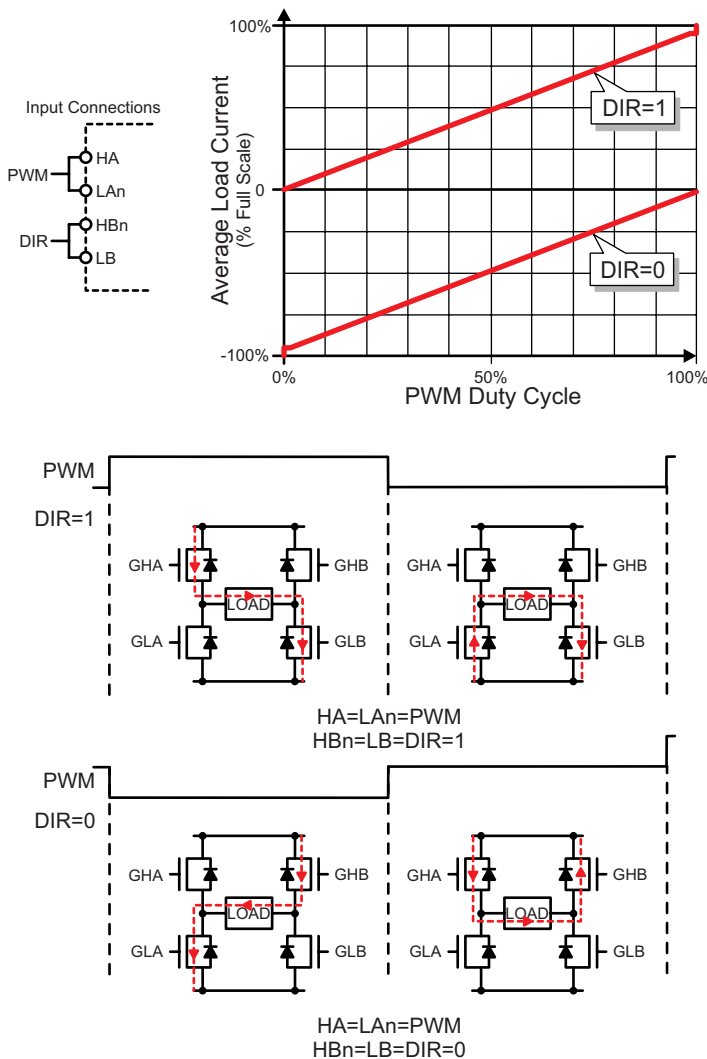 100%
0
-100%
Average Load Current
(% Full Scale)
DIR=1
DIR=0
0%
50%
100%
PWM Duty Cycle
Input Connections
PWM
HA
LAn
DIR
HBn
LB
PWM
DIR=1
GHA
GHB
LOAD
GLA
GLB
GHA
GHB
LOAD
GLA
GLB
HA=LAn=PWM
HBn=LB=DIR=1
PWM
DIR=0
GHA
GHB
LOAD
GLA
GLB
GHA
GHB
LOAD
GLA
GLB
HA=LAn=PWM
HBn=LB=DIR=0